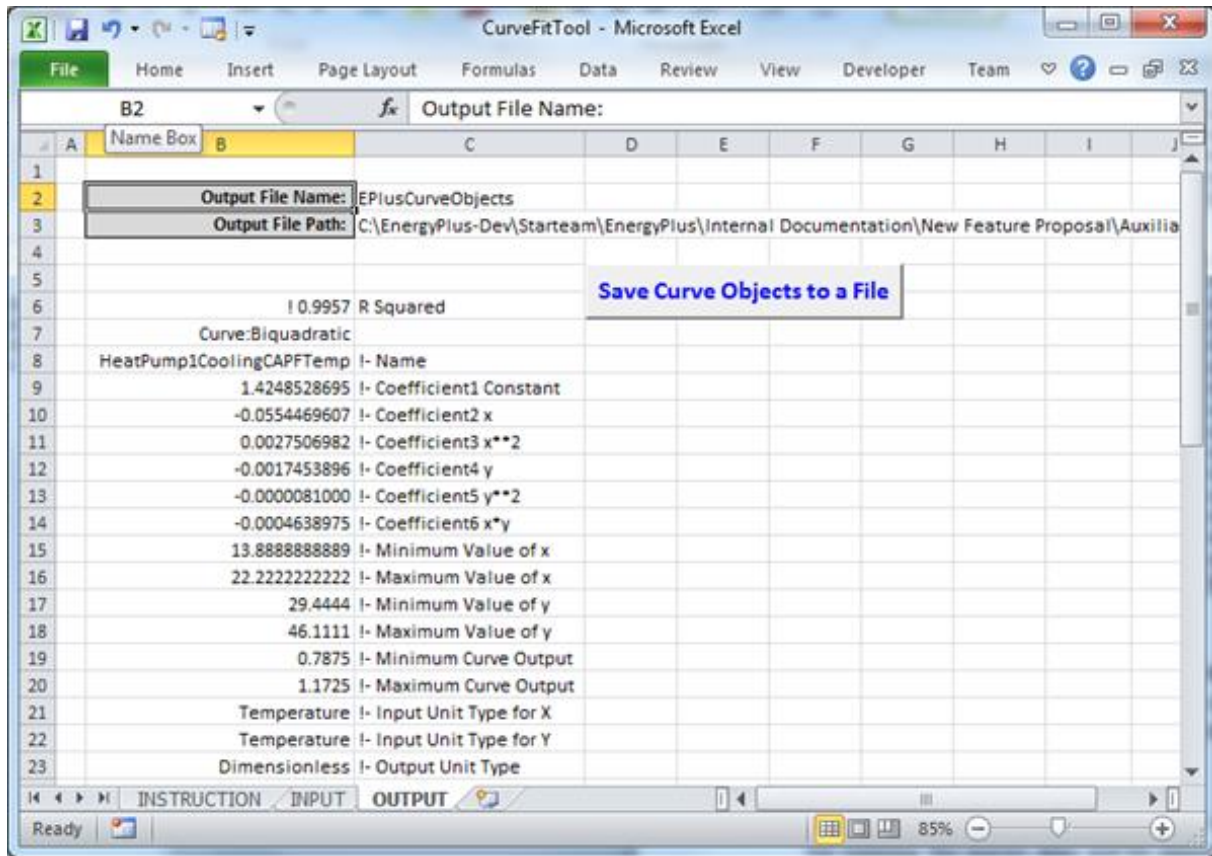 CurveFitTool - Microsoft Excel
File Home Insert Page Layout Formulas Data Review View Developer Team
B2 fx Output File Name:
Name Box
A B C D E F G H I J
1
2 Output File Name: EPlusCurveObjects
3 Output File Path: C:\EnergyPlus-Dev\Starteam\EnergyPlus\Internal Documentation\New Feature Proposal\Auxilia
4
5
Save Curve Objects to a File
6 ! 0.9957 R Squared
7 Curve:Biquadratic
8 HeatPump1CoolingCAPFTemp !- Name
9 1.4248528695 !- Coefficient1 Constant
10 -0.0554469607 !- Coefficient2 x
11 0.0027506982 !- Coefficient3 x**2
12 -0.0017453896 !- Coefficient4 y
13 -0.0000081000 !- Coefficient5 y**2
14 -0.0004638975 !- Coefficient6 x*y
15 13.8888888889 !- Minimum Value of x
16 22.2222222222 !- Maximum Value of x
17 29.4444 !- Minimum Value of y
18 46.1111 !- Maximum Value of y
19 0.7875 !- Minimum Curve Output
20 1.1725 !- Maximum Curve Output
21 Temperature !- Input Unit Type for X
22 Temperature !- Input Unit Type for Y
23 Dimensionless !- Output Unit Type
INSTRUCTION INPUT OUTPUT
Ready 85%